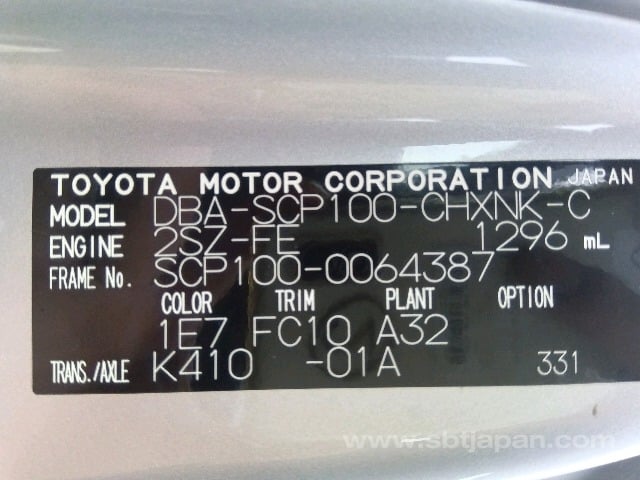 TOYOTA MOTOR CORPORATION JAPAN
MODEL DBA-SCP100-CHXNK-C
ENGINE 2SZ-FE 1296 mL
FRAME No. SCP100-0064387
COLOR TRIM PLANT OPTION
1E7 FC10 A32
TRANS./AXLE K410 -01A 331
www.sbtjapan.com